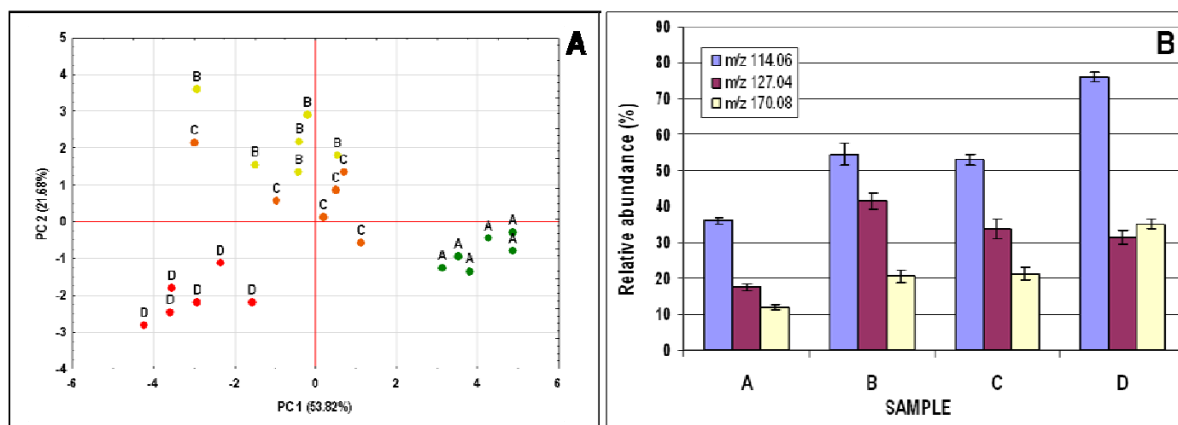 A
PC 2 (21.68%)
5
4
3
2
1
0
-1
-2
-3
-4
B
B
C
B
B
B
B
C
C
C
C
C
A
A
A
A
A
A
D
D
D
D
D
D
-6 -4 -2 0 2 4 6
PC 1 (53.82%)
B
Relative abundance (%)
90
80
70
60
50
40
30
20
10
0
m/z 114.06
m/z 127.04
m/z 170.08
A B C D
SAMPLE